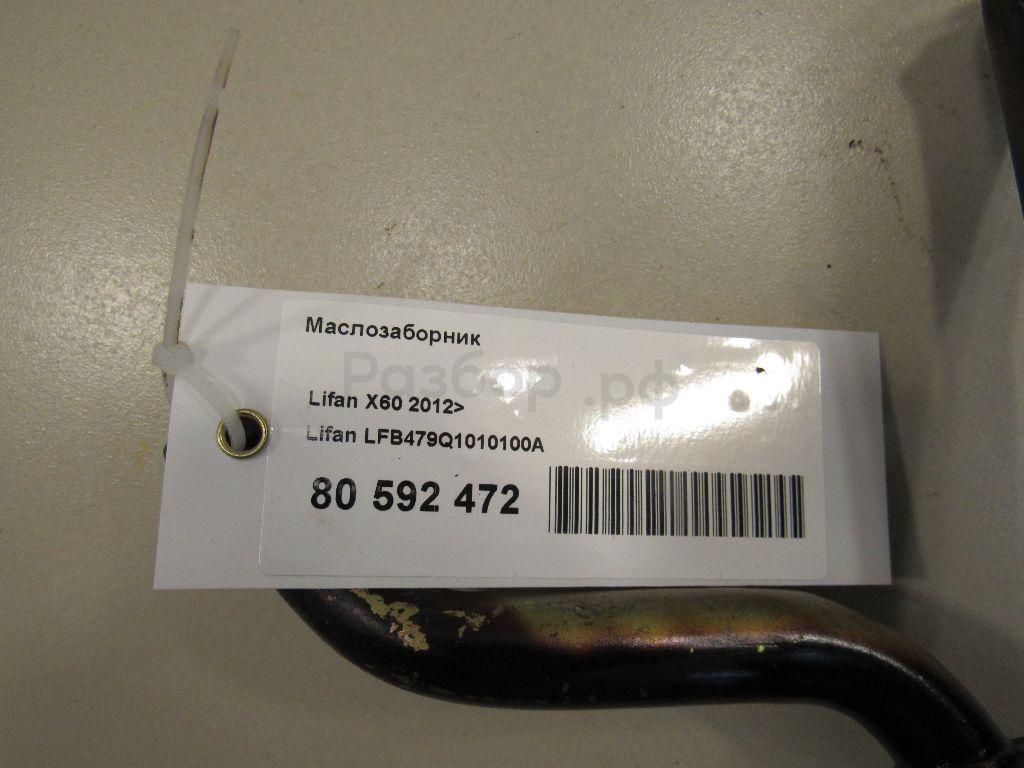 Маслозаборник
Разбор.рф
Lifan X60 2012>
Lifan LFB479Q1010100A
80 592 472